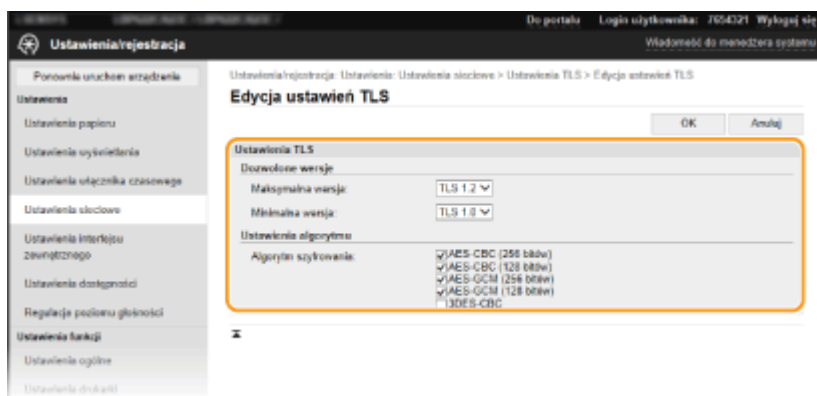 Do portalu Login użytkownika: 7654321 Wyloguj się
Ustawienia/rejestracja
Wiadomość do menedżera systemu
Ponownie uruchom urządzenie
Ustawienia
Ustawienia papieru
Ustawienia wyświetlania
Ustawienia włącznika czasowego
Ustawienia sieciowe
Ustawienia interfejsu
zewnętrznego
Ustawienia dostępności
Regulacja poziomu głośności
Ustawienia funkcji
Ustawienia ogólne
Ustawienia drukarki
Ustawienia/rejestracja: Ustawienia: Ustawienia sieciowe > Ustawienia TLS > Edycja ustawień TLS
Edycja ustawień TLS
OK Anuluj
Ustawienia TLS
Dozwolone wersje
Maksymalna wersja: TLS 1.2
Minimalna wersja: TLS 1.0
Ustawienia algorytmu
Algorytm szyfrowania: AES-CBC (256 bitów)
AES-CBC (128 bitów)
AES-GCM (256 bitów)
AES-GCM (128 bitów)
3DES-CBC